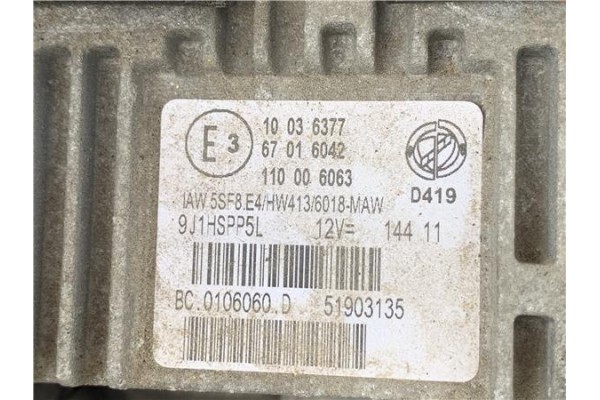 E 3
10 03 6377
67 01 6042
110 00 6063
D419
IAW 5SF8.E4/HW413/6018-MAW
9J1HSPP5L 12V= 144 11
BC.0106060.D 51903135